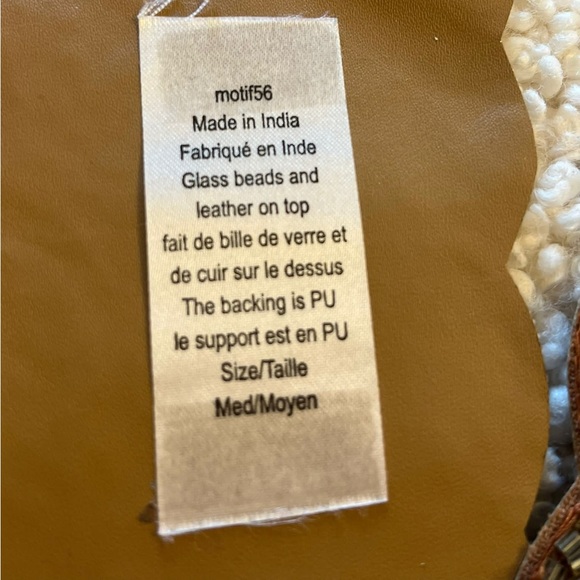 motif56
Made in India
Fabriqué en Inde
Glass beads and
leather on top
fait de bille de verre et
de cuir sur le dessus
The backing is PU
le support est en PU
Size/Taille
Med/Moyen